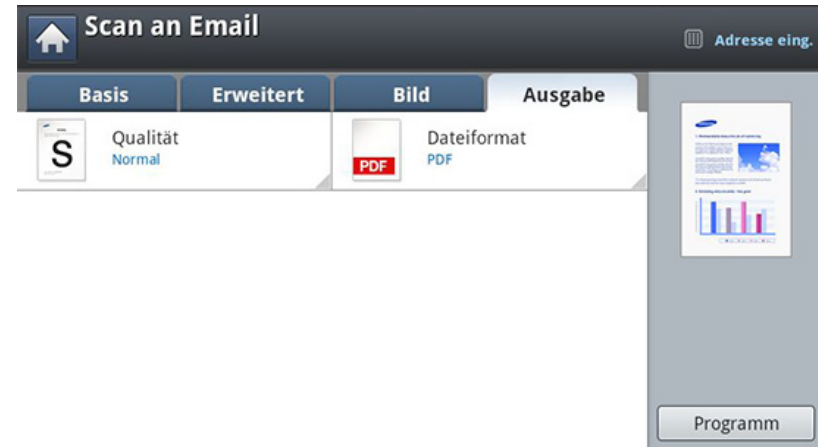 Scan an Email
Adresse eing.
Basis
Erweitert
Bild
Ausgabe
S
Qualität
Normal
PDF
Dateiformat
PDF
Programm